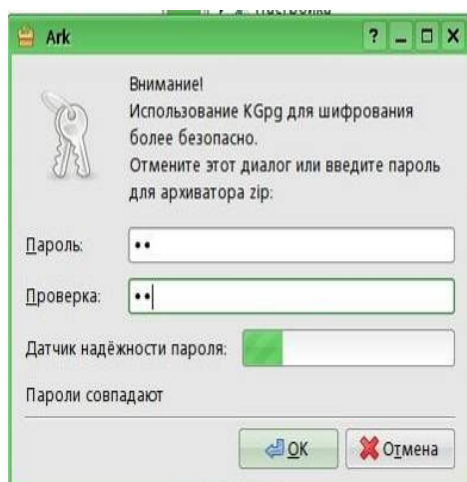 Настройка
Ark
Внимание!
Использование KGpg для шифрования
более безопасно.
Отмените этот диалог или введите пароль
для архиватора zip:
Пароль:
Проверка:
Датчик надёжности пароля:
Пароли совпадают
OK
Отмена